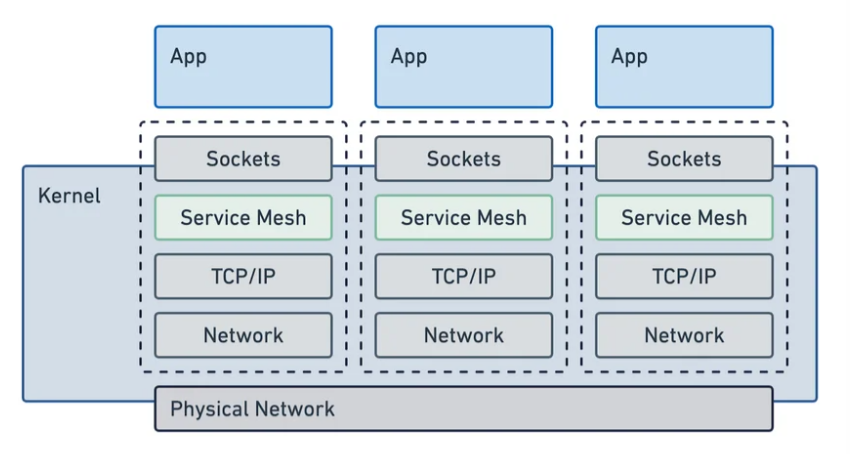 App
App
App
Sockets
Sockets
Sockets
Kernel
Service Mesh
Service Mesh
Service Mesh
TCP/IP
TCP/IP
TCP/IP
Network
Network
Network
Physical Network